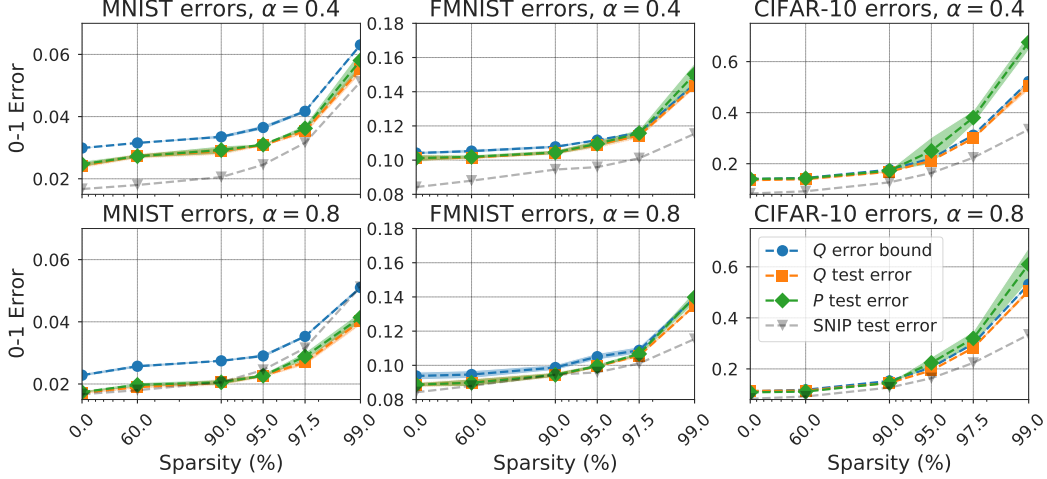 MNIST errors, α = 0.4
FMNIST errors, α = 0.4
CIFAR-10 errors, α = 0.4
0-1 Error
0.06
0.04
0.02
0.18
0.16
0.14
0.12
0.10
0.08
0.6
0.4
0.2
MNIST errors, α = 0.8
FMNIST errors, α = 0.8
CIFAR-10 errors, α = 0.8
0-1 Error
0.06
0.04
0.02
0.18
0.16
0.14
0.12
0.10
0.08
0.6
0.4
0.2
Q error bound
Q test error
P test error
SNIP test error
0.0 60.0 90.0 95.0 97.5 99.0
0.0 60.0 90.0 95.0 97.5 99.0
0.0 60.0 90.0 95.0 97.5 99.0
Sparsity (%)
Sparsity (%)
Sparsity (%)